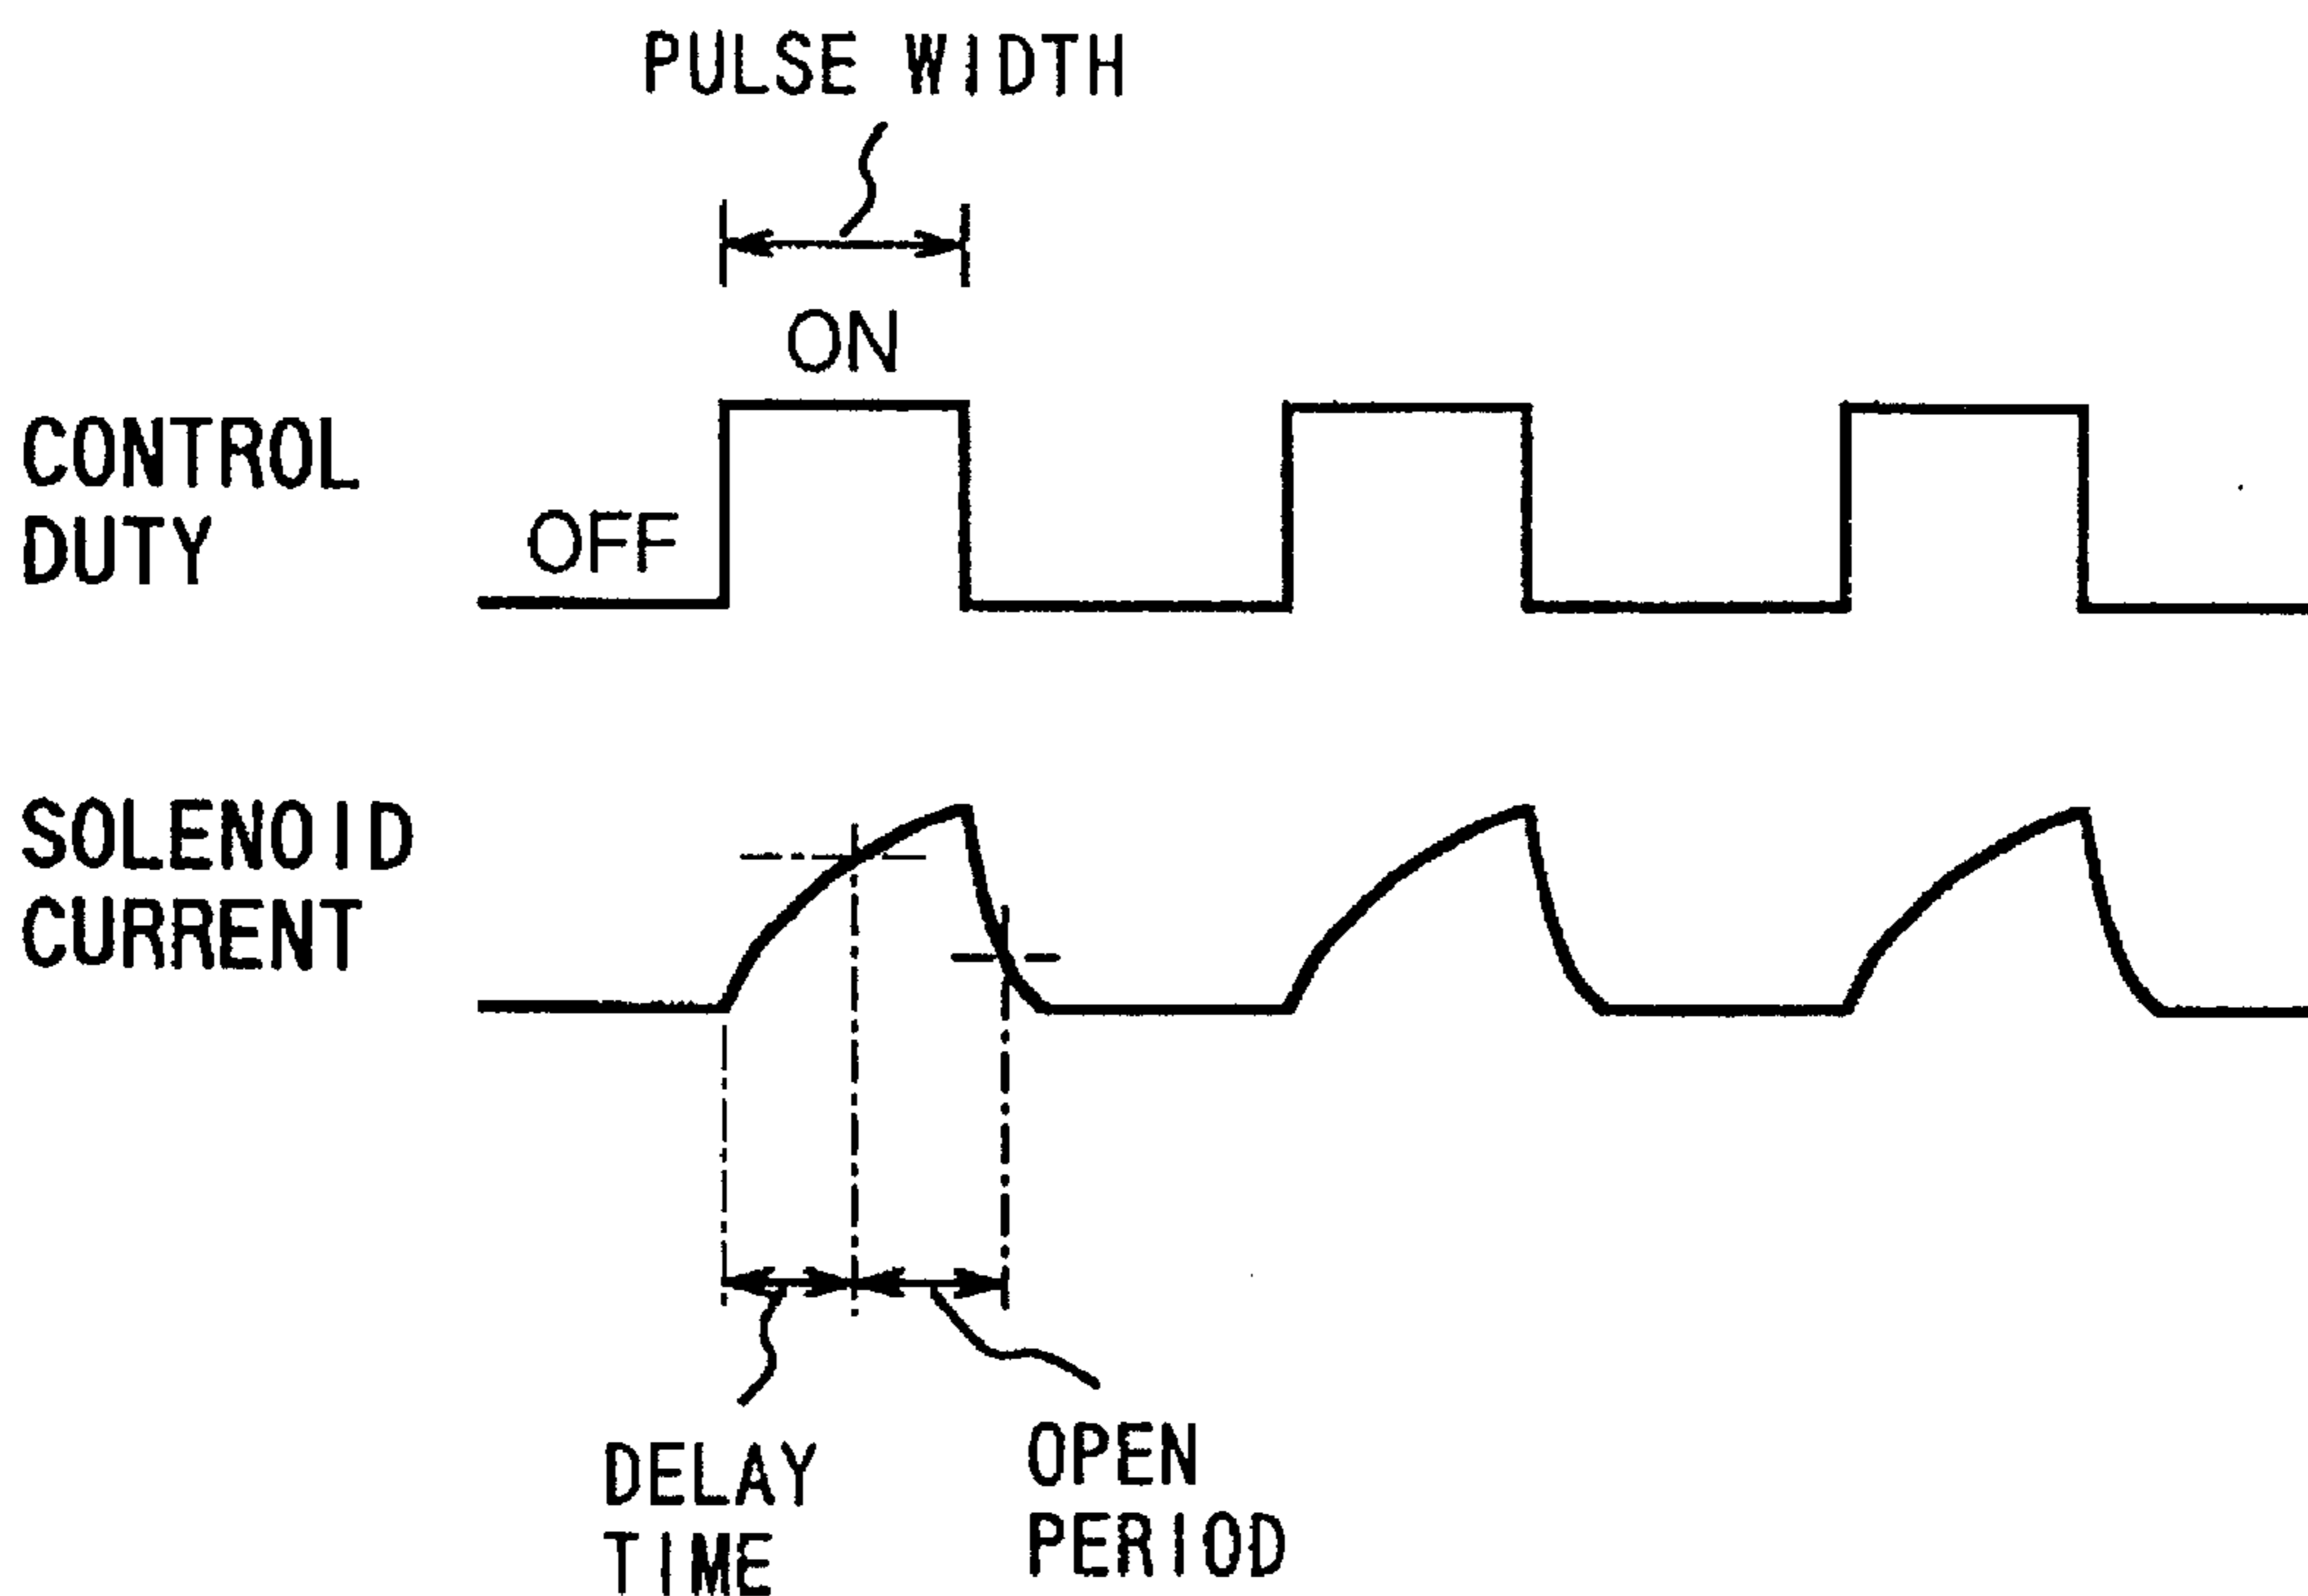 PULSE WIDTH
ON
CONTROL
DUTY
OFF
SOLENOID
CURRENT
DELAY
TIME
OPEN
PERIOD